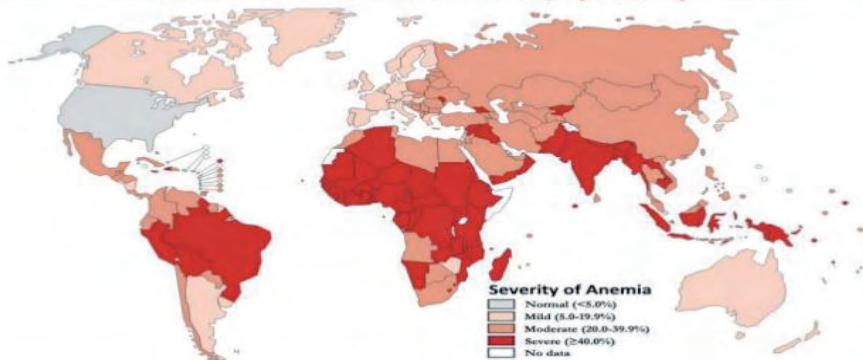 Severity of Anemia
Normal (<5.0%)
Mild (5.0-19.9%)
Moderate (20.0-39.9%)
Severe (≥40.0%)
No data